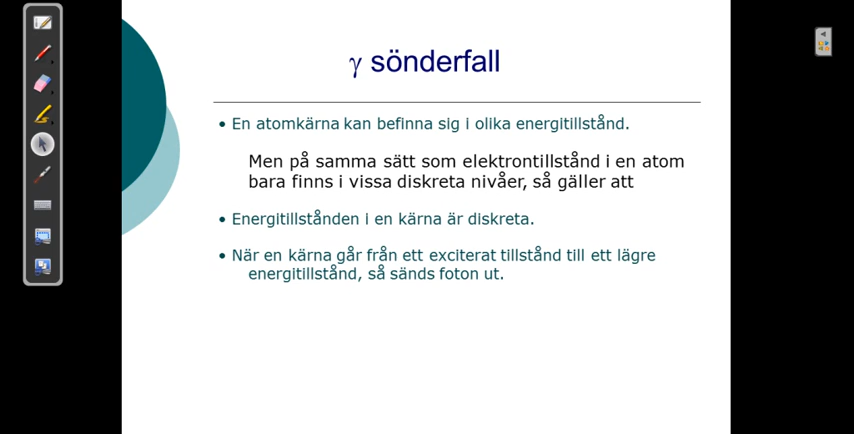 γ sönderfall
• En atomkärna kan befinna sig i olika energitillstånd.
Men på samma sätt som elektrontillstånd i en atom
bara finns i vissa diskreta nivåer, så gäller att
• Energitillstånden i en kärna är diskreta.
• När en kärna går från ett exciterat tillstånd till ett lägre
energitillstånd, så sänds foton ut.